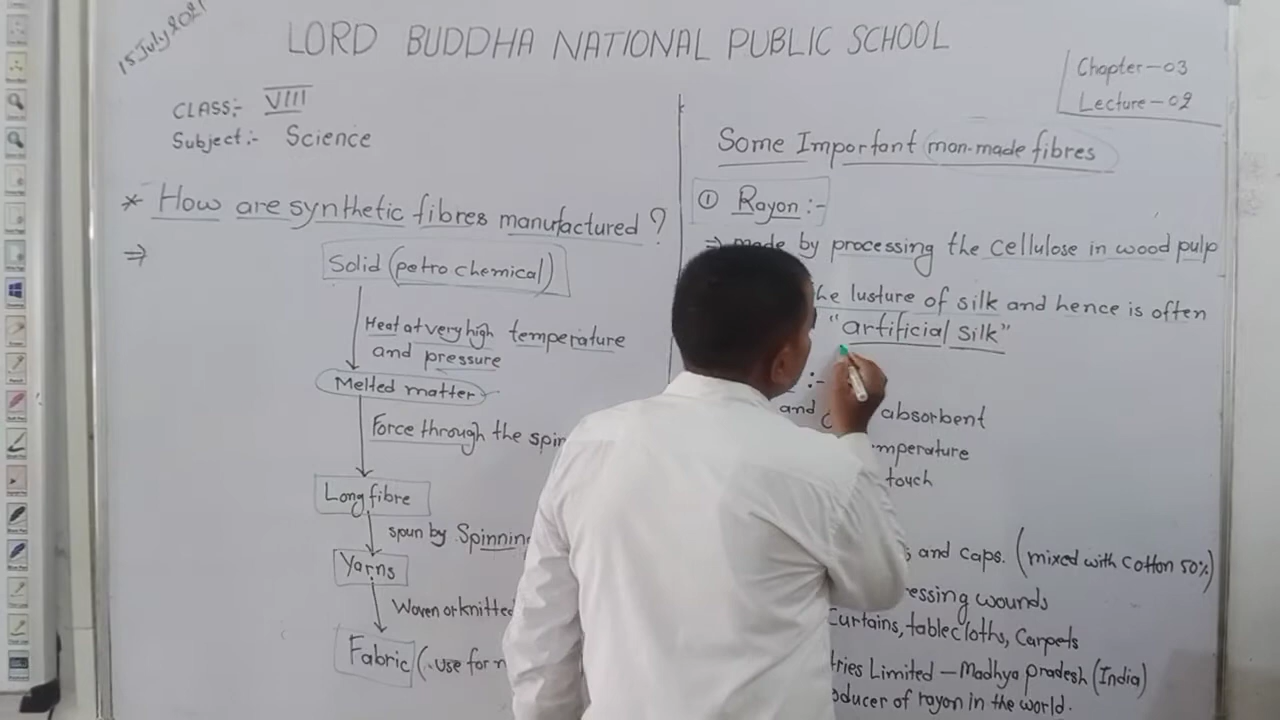 15 July 2021
LORD BUDDHA NATIONAL PUBLIC SCHOOL
Chapter-03
Lecture-02
CLASS:- VIII
Subject:- Science
* How are synthetic fibres manufactured ?
⇒
Solid (petro chemical)
Heat at very high temperature
and pressure
Melted matter
Force through the spin
Long fibre
spun by Spinnin
Yarns
Woven or knitted
Fabric (use for
Some Important man-made fibres
① Rayon :-
⇒ made by processing the cellulose in wood pulp
the lusture of silk and hence is often
"artificial silk"
:-
and absorbent
mperature
touch
and caps. (mixed with cotton 50%)
essing wounds
Curtains, tablecloths, Carpets
tries Limited - Madhya pradesh (India)
oducer of rayon in the world.